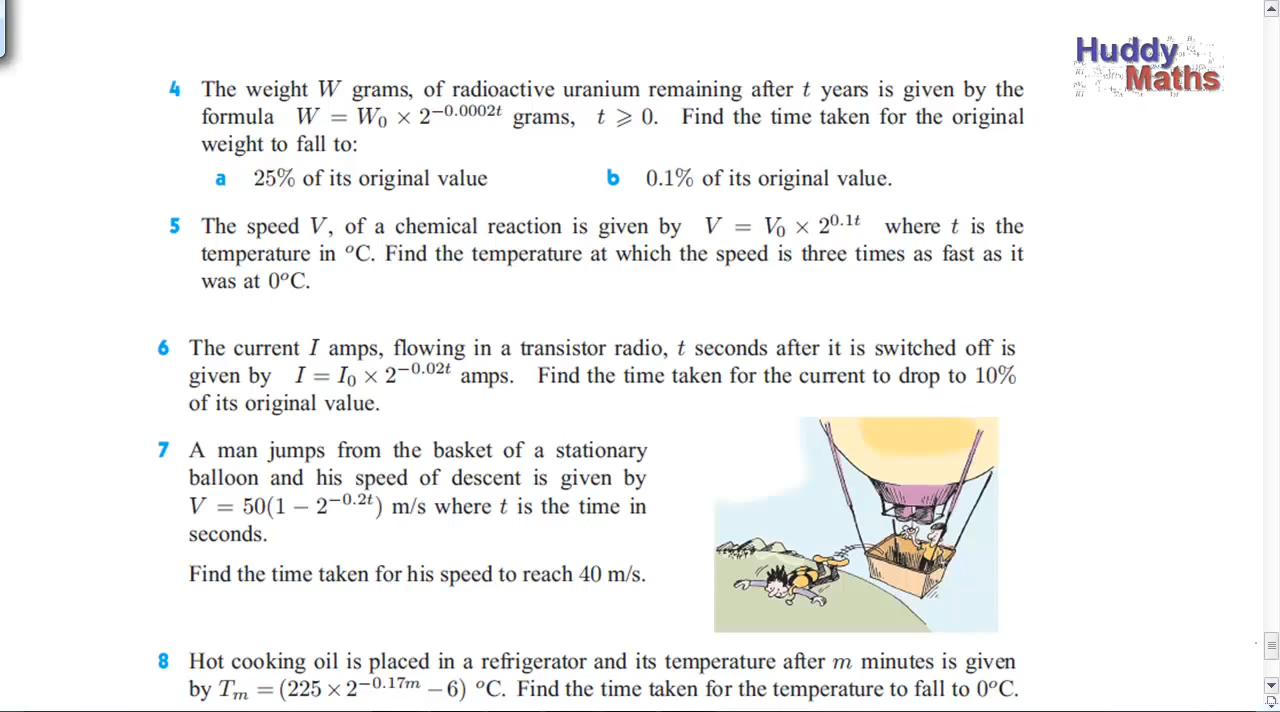 Huddy
Maths
4 The weight W grams, of radioactive uranium remaining after t years is given by the
formula W = W₀ × 2^−0.0002t grams, t ⩾ 0. Find the time taken for the original
weight to fall to:
a 25% of its original value b 0.1% of its original value.
5 The speed V, of a chemical reaction is given by V = V₀ × 2^0.1t where t is the
temperature in °C. Find the temperature at which the speed is three times as fast as it
was at 0°C.
6 The current I amps, flowing in a transistor radio, t seconds after it is switched off is
given by I = I₀ × 2^−0.02t amps. Find the time taken for the current to drop to 10%
of its original value.
7 A man jumps from the basket of a stationary
balloon and his speed of descent is given by
V = 50(1 − 2^−0.2t) m/s where t is the time in
seconds.
Find the time taken for his speed to reach 40 m/s.
8 Hot cooking oil is placed in a refrigerator and its temperature after m minutes is given
by Tₘ = (225 × 2^−0.17m − 6) °C. Find the time taken for the temperature to fall to 0°C.